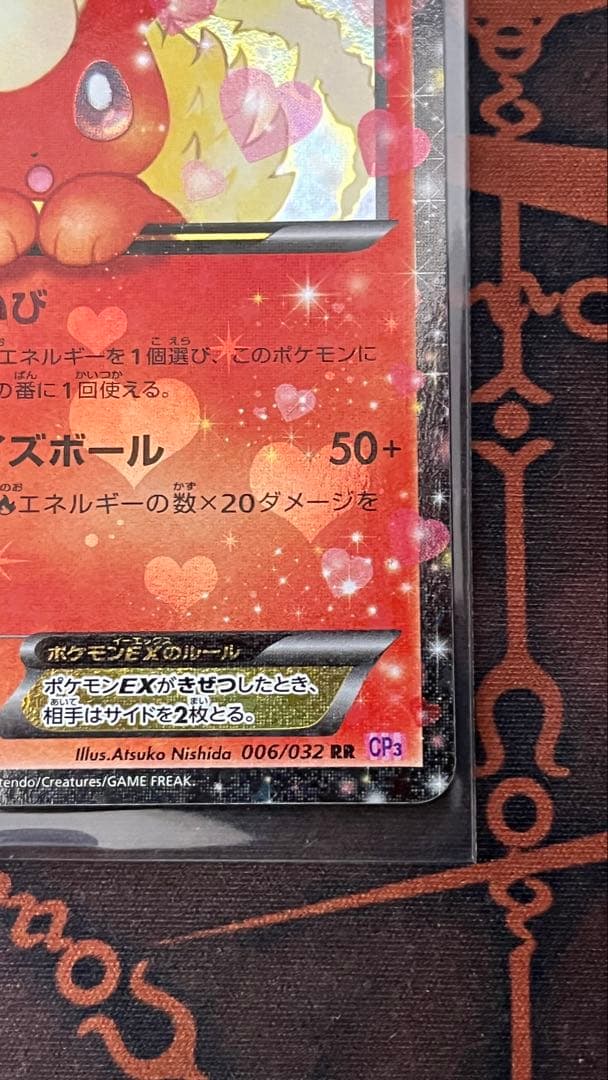 いび
エネルギーを1個選び、このポケモンに
の番に1回使える。
イズボール 50+
エネルギーの数×20ダメージを
ポケモンEXのルール
ポケモンEXがきぜつしたとき、
相手はサイドを2枚とる。
Illus.Atsuko Nishida 006/032 RR CP3
tendo/Creatures/GAME FREAK.